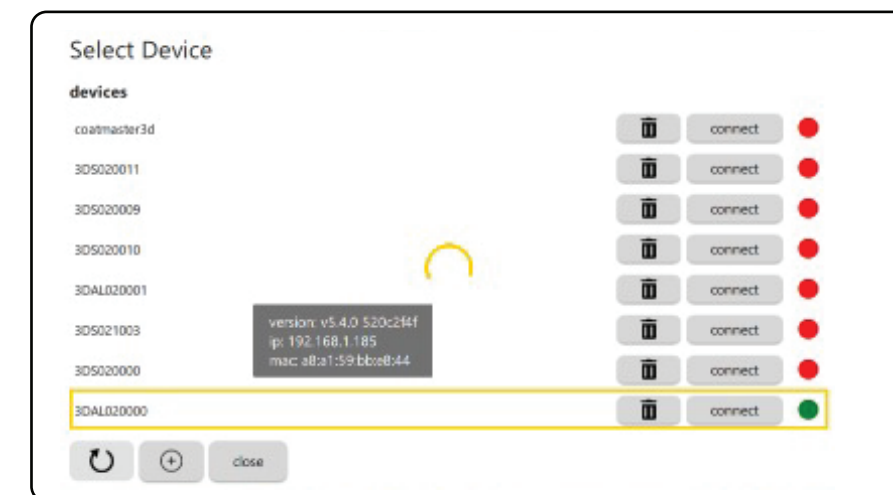 Select Device
devices
coatmaster3d connect
3DS020011 connect
3DS020009 connect
3DS020010 connect
3DAL020001 connect
3DS021003 connect
version: v5.4.0 520c2f4f
ip: 192.168.1.185
mac: a8:a1:59:bb:e8:44
3DS020000 connect
3DAL020000 connect
close